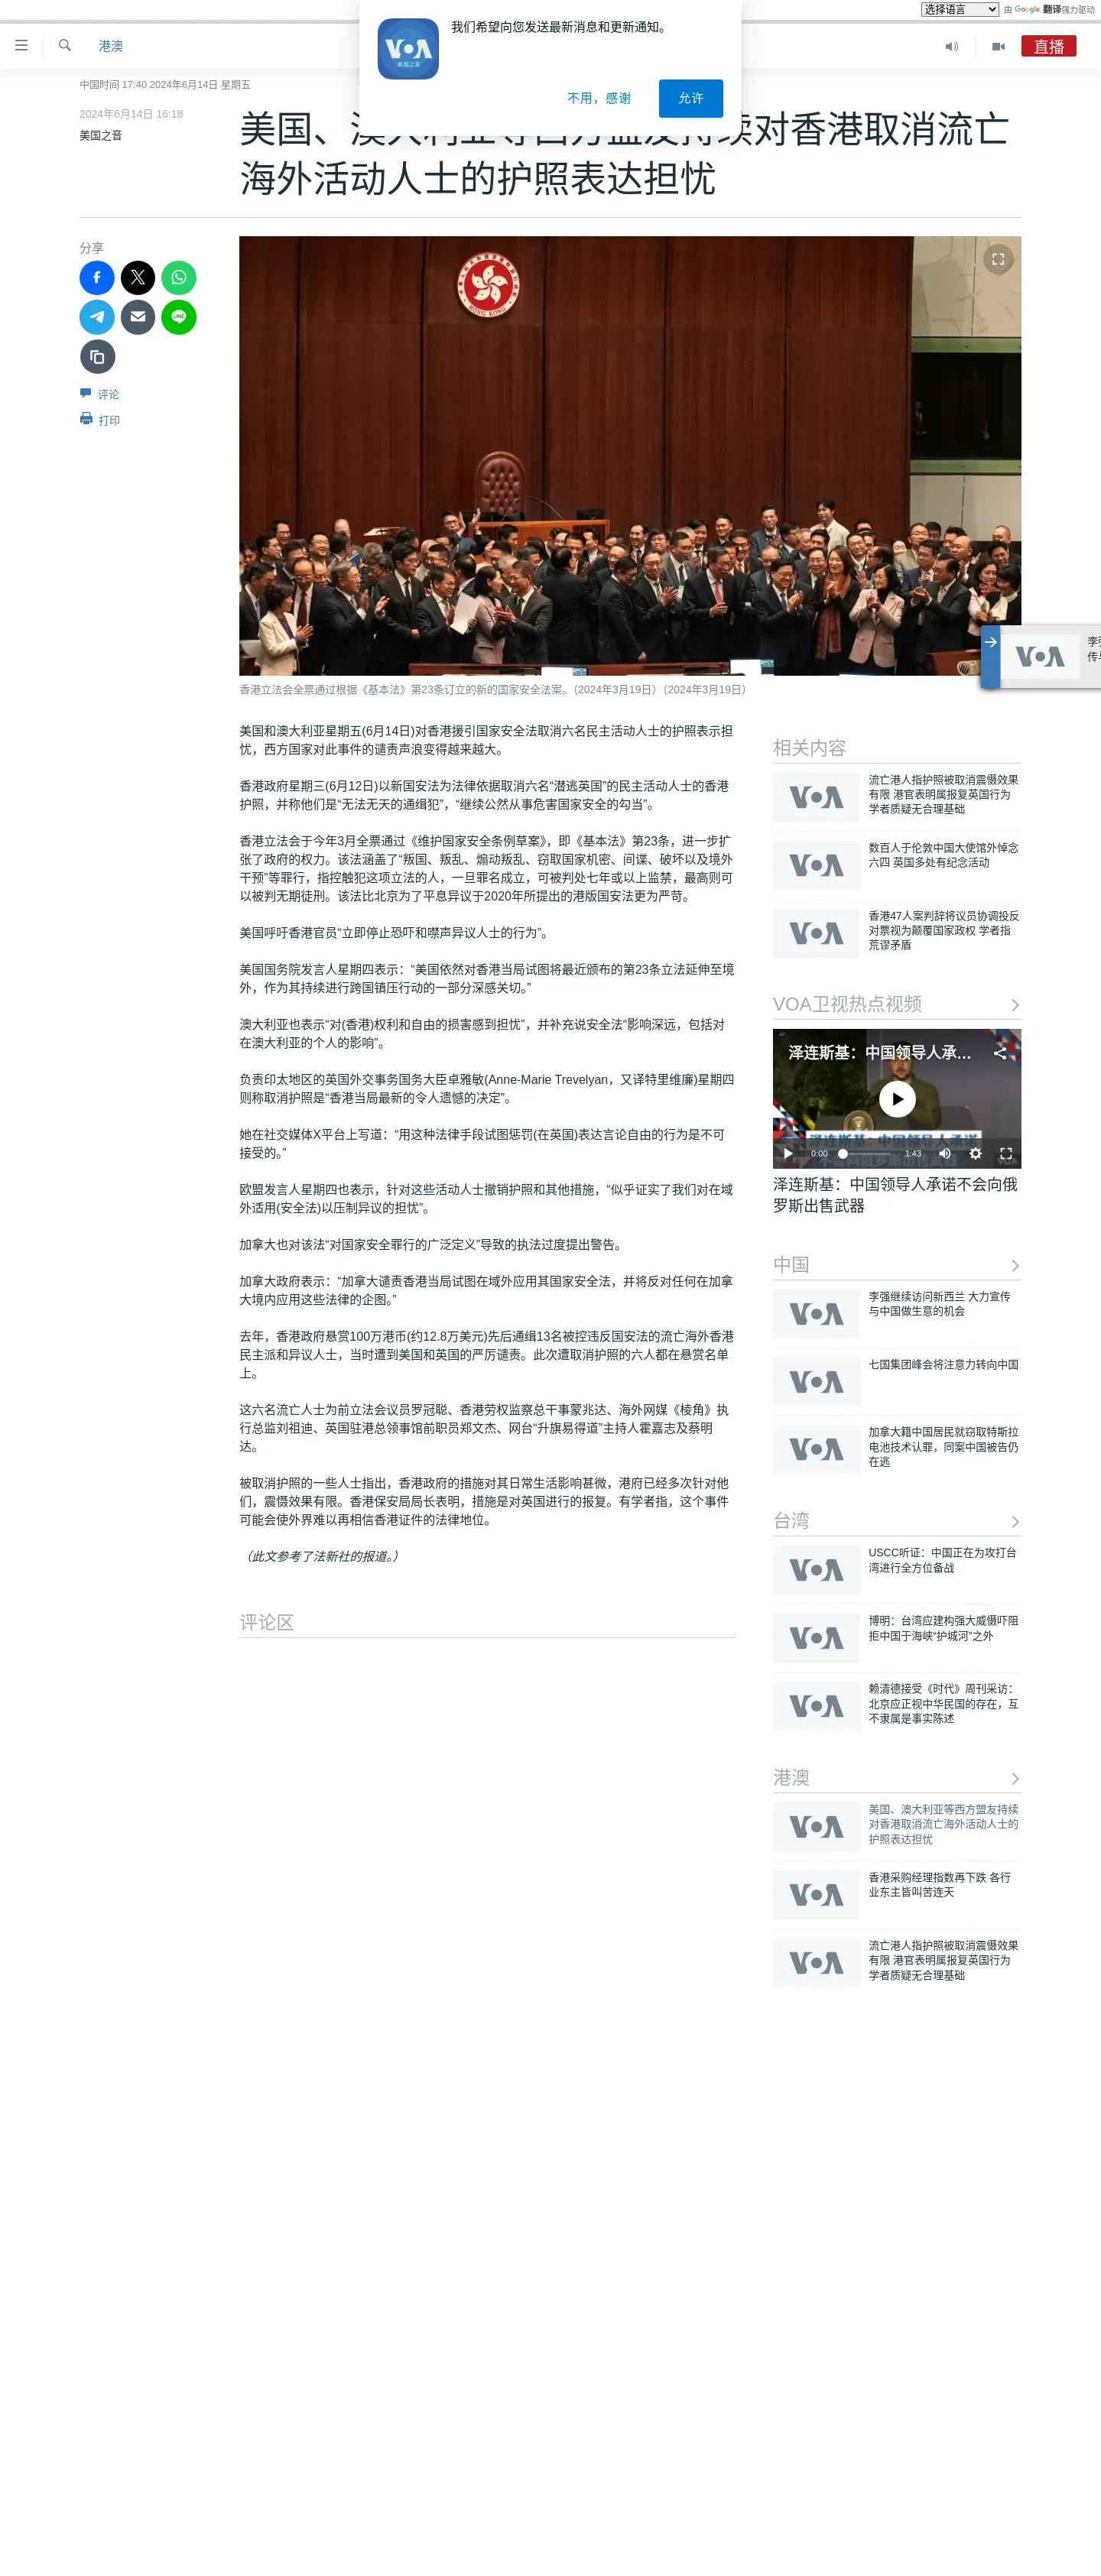 选择语言
由 Google 翻译强力驱动
港澳
直播
我们希望向您发送最新消息和更新通知。
VOA
美国之音
不用，感谢
允许
中国时间 17:40 2024年6月14日 星期五
2024年6月14日 16:18
美国之音
海外活动人士的护照表达担忧
分享
评论
打印
HONG KONG
香港立法会全票通过根据《基本法》第23条订立的新的国家安全法案。（2024年3月19日）（2024年3月19日）
VOA
美国和澳大利亚星期五(6月14日)对香港援引国家安全法取消六名民主活动人士的护照表示担
忧，西方国家对此事件的谴责声浪变得越来越大。
香港政府星期三(6月12日)以新国安法为法律依据取消六名“潜逃英国”的民主活动人士的香港
护照，并称他们是“无法无天的通缉犯”，“继续公然从事危害国家安全的勾当”。
香港立法会于今年3月全票通过《维护国家安全条例草案》，即《基本法》第23条，进一步扩
张了政府的权力。该法涵盖了“叛国、叛乱、煽动叛乱、窃取国家机密、间谍、破坏以及境外
干预”等罪行，指控触犯这项立法的人，一旦罪名成立，可被判处七年或以上监禁，最高则可
以被判无期徒刑。该法比北京为了平息异议于2020年所提出的港版国安法更为严苛。
美国呼吁香港官员“立即停止恐吓和噤声异议人士的行为”。
美国国务院发言人星期四表示：“美国依然对香港当局试图将最近颁布的第23条立法延伸至境
外，作为其持续进行跨国镇压行动的一部分深感关切。”
澳大利亚也表示“对(香港)权利和自由的损害感到担忧”，并补充说安全法“影响深远，包括对
在澳大利亚的个人的影响”。
负责印太地区的英国外交事务国务大臣卓雅敏(Anne-Marie Trevelyan，又译特里维廉)星期四
则称取消护照是“香港当局最新的令人遗憾的决定”。
她在社交媒体X平台上写道：“用这种法律手段试图惩罚(在英国)表达言论自由的行为是不可
接受的。”
欧盟发言人星期四也表示，针对这些活动人士撤销护照和其他措施，“似乎证实了我们对在域
外适用(安全法)以压制异议的担忧”。
加拿大也对该法“对国家安全罪行的广泛定义”导致的执法过度提出警告。
加拿大政府表示：“加拿大谴责香港当局试图在域外应用其国家安全法，并将反对任何在加拿
大境内应用这些法律的企图。”
去年，香港政府悬赏100万港币(约12.8万美元)先后通缉13名被控违反国安法的流亡海外香港
民主派和异议人士，当时遭到美国和英国的严厉谴责。此次遭取消护照的六人都在悬赏名单
上。
这六名流亡人士为前立法会议员罗冠聪、香港劳权监察总干事蒙兆达、海外网媒《棱角》执
行总监刘祖迪、英国驻港总领事馆前职员郑文杰、网台“升旗易得道”主持人霍嘉志及蔡明
达。
被取消护照的一些人士指出，香港政府的措施对其日常生活影响甚微，港府已经多次针对他
们，震慑效果有限。香港保安局局长表明，措施是对英国进行的报复。有学者指，这个事件
可能会使外界难以再相信香港证件的法律地位。
（此文参考了法新社的报道。）
评论区
相关内容
VOA
流亡港人指护照被取消震慑效果
有限 港官表明属报复英国行为
学者质疑无合理基础
VOA
数百人于伦敦中国大使馆外悼念
六四 英国多处有纪念活动
VOA
香港47人案判辞将议员协调投反
对票视为颠覆国家政权 学者指
荒谬矛盾
VOA卫视热点视频
泽连斯基：中国领导人承...
0:00
1:43
泽连斯基：中国领导人承诺不会向俄
罗斯出售武器
中国
VOA
李强继续访问新西兰 大力宣传
与中国做生意的机会
VOA
七国集团峰会将注意力转向中国
VOA
加拿大籍中国居民就窃取特斯拉
电池技术认罪，同案中国被告仍
在逃
台湾
VOA
USCC听证：中国正在为攻打台
湾进行全方位备战
VOA
博明：台湾应建构强大威慑吓阻
拒中国于海峡“护城河”之外
VOA
赖清德接受《时代》周刊采访：
北京应正视中华民国的存在，互
不隶属是事实陈述
港澳
VOA
美国、澳大利亚等西方盟友持续
对香港取消流亡海外活动人士的
护照表达担忧
VOA
香港采购经理指数再下跌 各行
业东主皆叫苦连天
VOA
流亡港人指护照被取消震慑效果
有限 港官表明属报复英国行为
学者质疑无合理基础